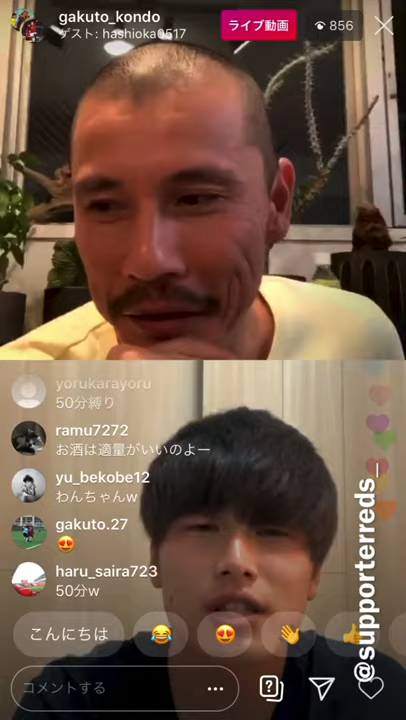 gakuto_kondo
ゲスト: hashioka0517
ライブ動画
856
yorukarayoru
50分縛り
ramu7272
お酒は適量がいいのよー
yu_bekobe12
わんちゃんw
gakuto.27
haru_saira723
50分w
こんにちは
コメントする
@supporterreds_